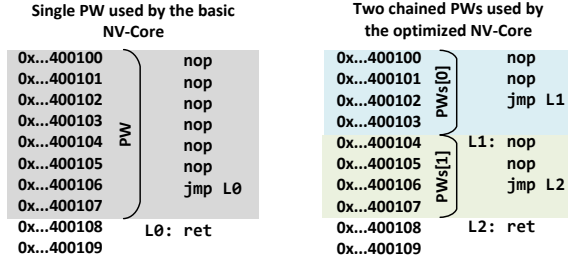 Single PW used by the basic
NV-Core
0x...400100 nop
0x...400101 nop
0x...400102 nop
0x...400103 nop
0x...400104 nop
0x...400105 nop
0x...400106 jmp L0
0x...400107
0x...400108 L0: ret
0x...400109
PW
Two chained PWs used by
the optimized NV-Core
0x...400100 nop
0x...400101 nop
0x...400102 jmp L1
0x...400103
0x...400104 L1: nop
0x...400105 nop
0x...400106 jmp L2
0x...400107
0x...400108 L2: ret
0x...400109
PWs[0]
PWs[1]